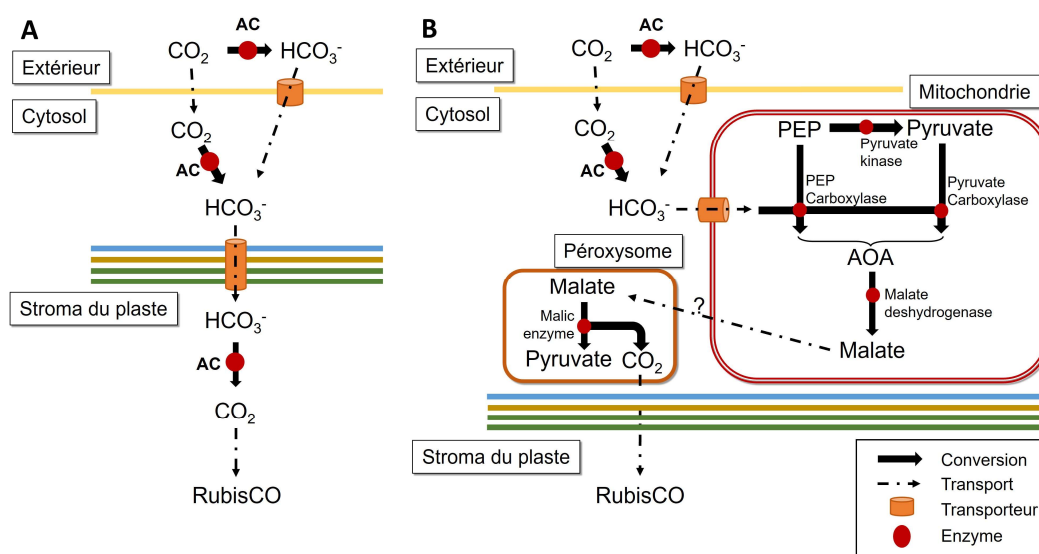 A
Extérieur
CO2
AC
HCO3-
Cytosol
CO2
AC
HCO3-
Stroma du plaste
HCO3-
AC
CO2
RubisCO
B
Extérieur
CO2
AC
HCO3-
Cytosol
CO2
AC
HCO3-
Mitochondrie
PEP
Pyruvate
Pyruvate
kinase
PEP
Carboxylase
Pyruvate
Carboxylase
AOA
Malate
deshydrogenase
Malate
?
Péroxysome
Malate
Malic
enzyme
Pyruvate
CO2
Stroma du plaste
RubisCO
Conversion
Transport
Transporteur
Enzyme